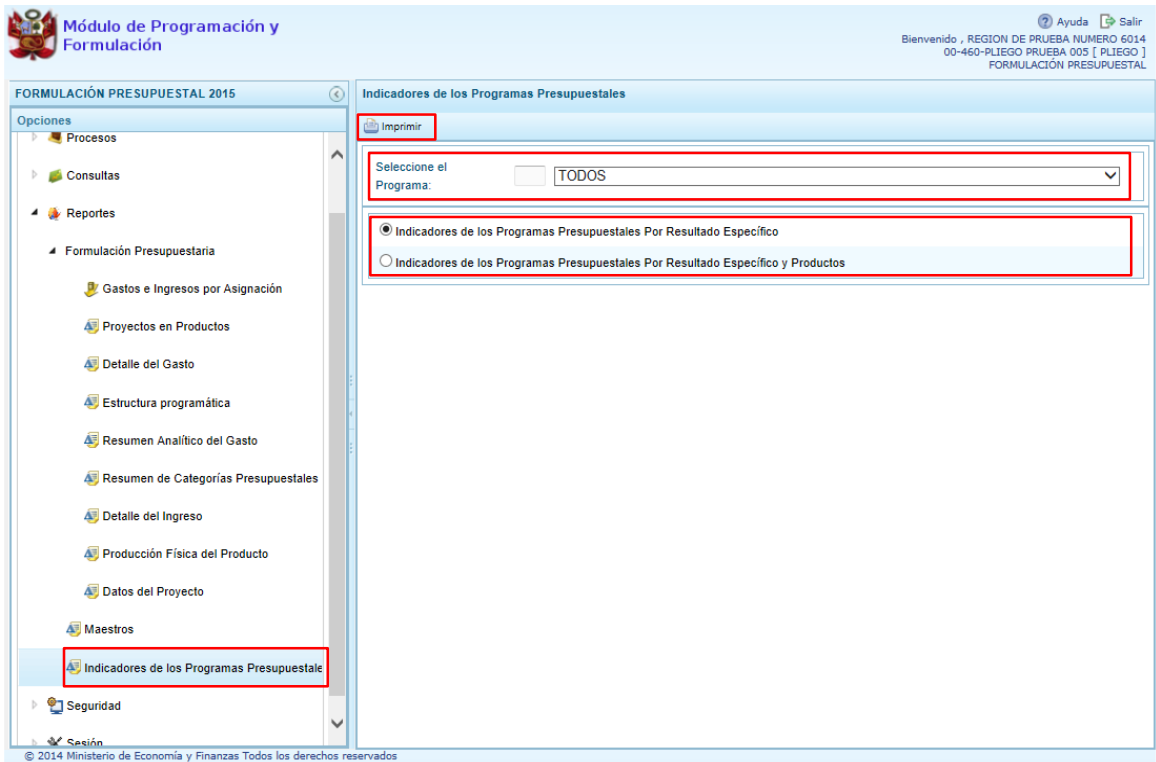 Módulo de Programación y
Formulación
Ayuda Salir
Bienvenido , REGION DE PRUEBA NUMERO 6014
00-460-PLIEGO PRUEBA 005 [ PLIEGO ]
FORMULACIÓN PRESUPUESTAL
FORMULACIÓN PRESUPUESTAL 2015
Opciones
Procesos
Consultas
Reportes
Formulación Presupuestaria
Gastos e Ingresos por Asignación
Proyectos en Productos
Detalle del Gasto
Estructura programática
Resumen Analítico del Gasto
Resumen de Categorías Presupuestales
Detalle del Ingreso
Producción Física del Producto
Datos del Proyecto
Maestros
Indicadores de los Programas Presupuestale
Seguridad
Sesión
Indicadores de los Programas Presupuestales
Imprimir
Seleccione el
Programa:
TODOS
Indicadores de los Programas Presupuestales Por Resultado Específico
Indicadores de los Programas Presupuestales Por Resultado Específico y Productos
© 2014 Ministerio de Economía y Finanzas Todos los derechos reservados